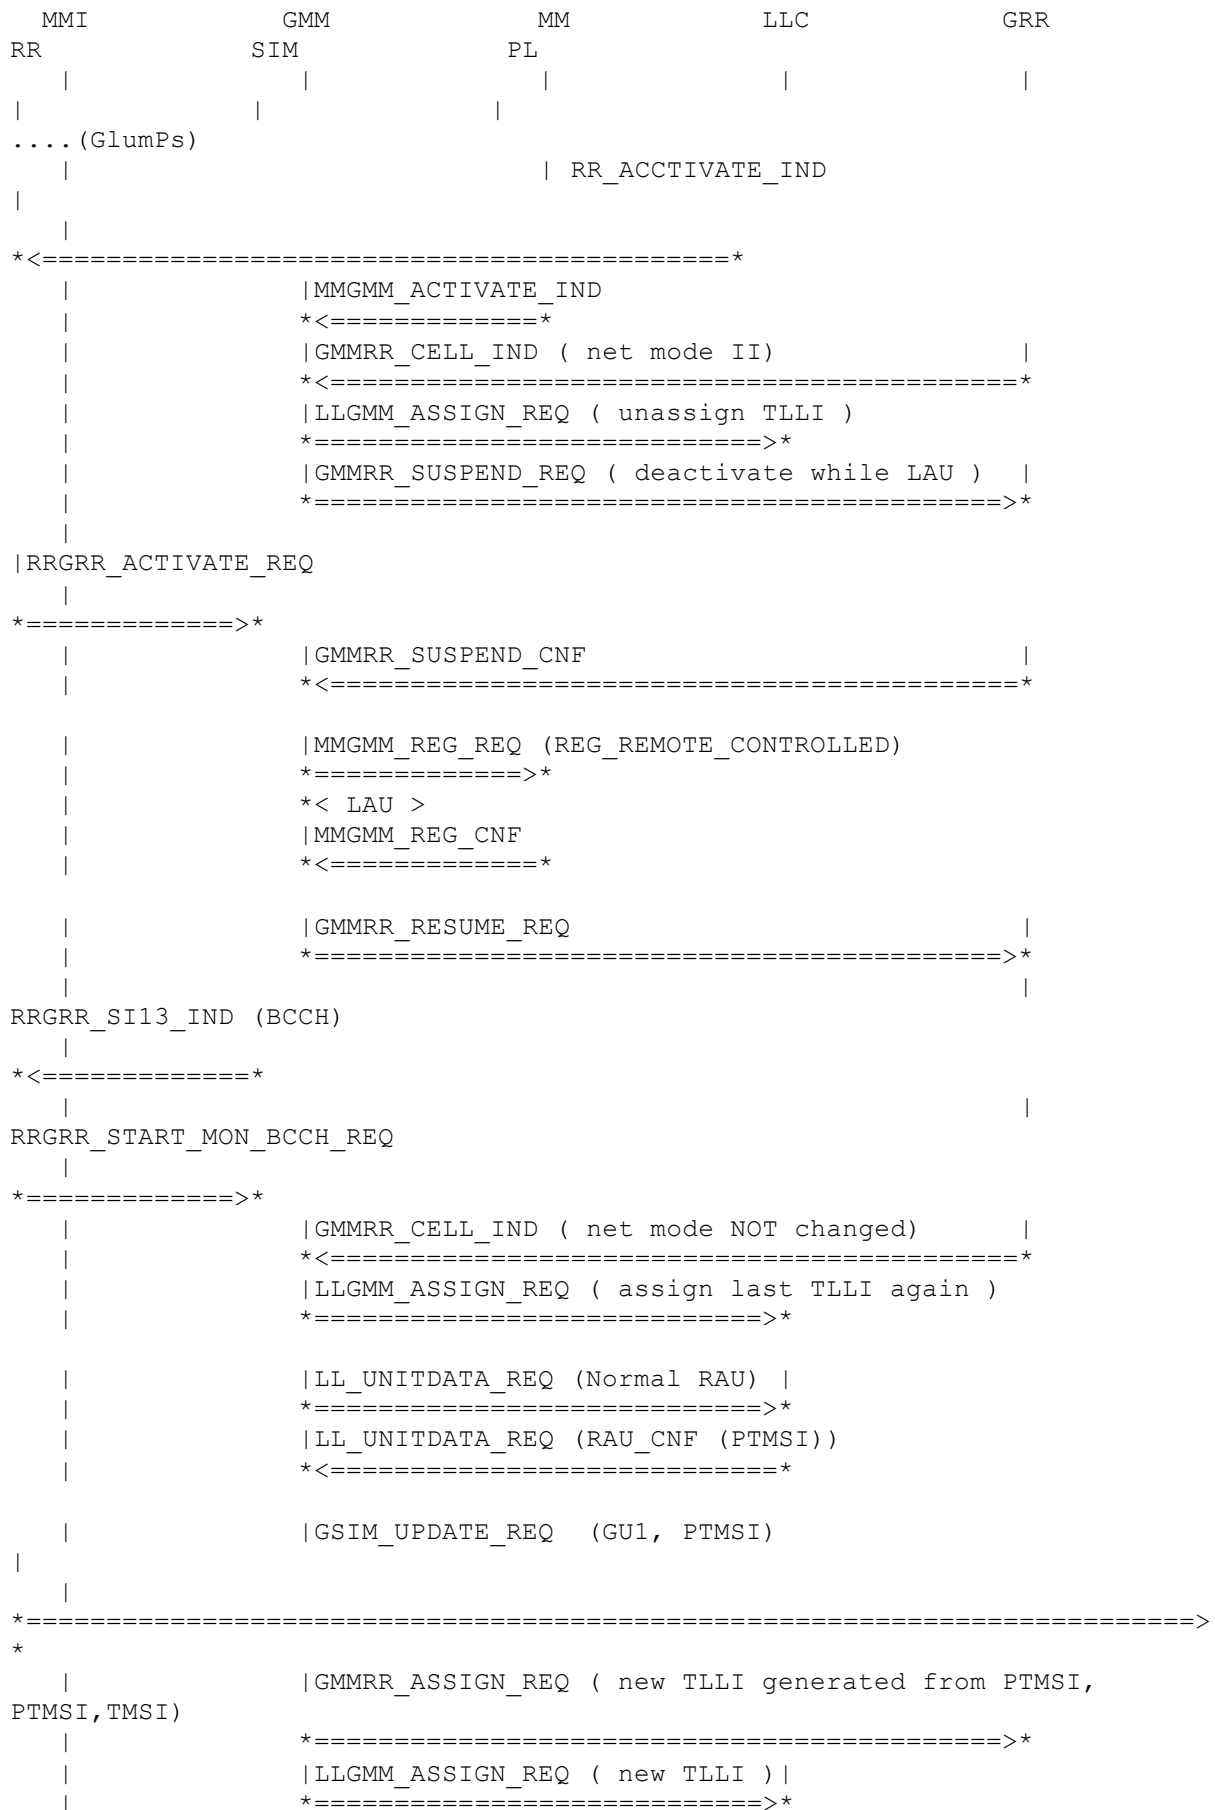 MMI            GMM             MM            LLC            GRR
RR             SIM             PL
   |              |              |              |              |
|              |              |
....(GlumPs)
   |                             | RR_ACCTIVATE_IND
|
   |
*<===========================================*
   |              |MMGMM_ACTIVATE_IND
   |              *<=============*
   |              |GMMRR_CELL_IND ( net mode II)               |
   |              *<===========================================*
   |              |LLGMM_ASSIGN_REQ ( unassign TLLI )
   |              *============================>*
   |              |GMMRR_SUSPEND_REQ ( deactivate while LAU )  |
   |              *===========================================>*
   |
|RRGRR_ACTIVATE_REQ
   |
*=============>*
   |              |GMMRR_SUSPEND_CNF                           |
   |              *<===========================================*

   |              |MMGMM_REG_REQ (REG_REMOTE_CONTROLLED)
   |              *=============>*
   |              *< LAU >
   |              |MMGMM_REG_CNF
   |              *<=============*

   |              |GMMRR_RESUME_REQ                            |
   |              *===========================================>*
   |                                                           |
RRGRR_SI13_IND (BCCH)
   |
*<=============*
   |                                                           |
RRGRR_START_MON_BCCH_REQ
   |
*=============>*
   |              |GMMRR_CELL_IND ( net mode NOT changed)      |
   |              *<===========================================*
   |              |LLGMM_ASSIGN_REQ ( assign last TLLI again )
   |              *============================>*

   |              |LL_UNITDATA_REQ (Normal RAU) |
   |              *============================>*
   |              |LL_UNITDATA_REQ (RAU_CNF (PTMSI))
   |              *<============================*

   |              |GSIM_UPDATE_REQ  (GU1, PTMSI)
|
   |
*=========================================================================>
*
   |              |GMMRR_ASSIGN_REQ ( new TLLI generated from PTMSI,
PTMSI,TMSI)
   |              *===========================================>*
   |              |LLGMM_ASSIGN_REQ ( new TLLI )|
   |              *============================>*